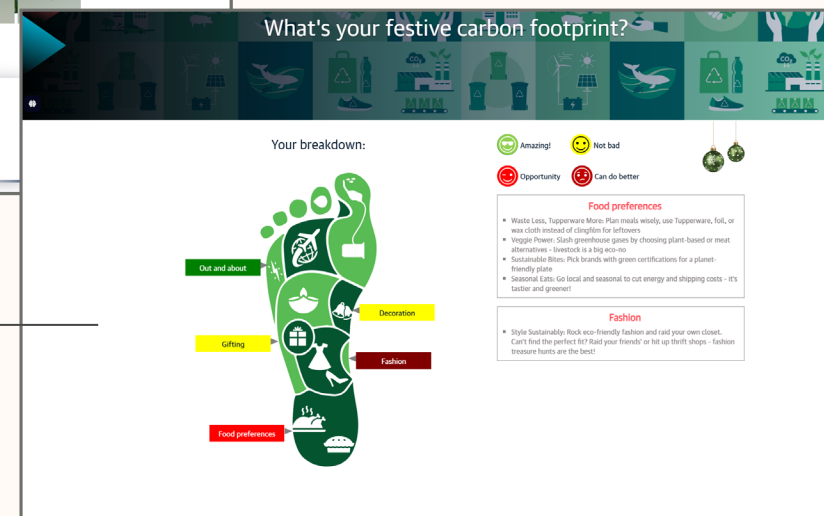 What's your festive carbon footprint?
Your breakdown:
Amazing!
Not bad
Opportunity
Can do better
Out and about
Decoration
Gifting
Fashion
Food preferences
Food preferences
Waste Less, Tupperware More: Plan meals wisely, use Tupperware, foil, or
wax cloth instead of clingfilm for leftovers
Veggie Power: Slash greenhouse gases by choosing plant-based or meat
alternatives - livestock is a big eco-no
Sustainable Bites: Pick brands with green certifications for a planet-
friendly plate
Seasonal Eats: Go local and seasonal to cut energy and shipping costs - it's
tastier and greener!
Fashion
Style Sustainably: Rock eco-friendly fashion and raid your own closet.
Can't find the perfect fit? Raid your friends' or hit up thrift shops - fashion
treasure hunts are the best!
CO₂
CO₂